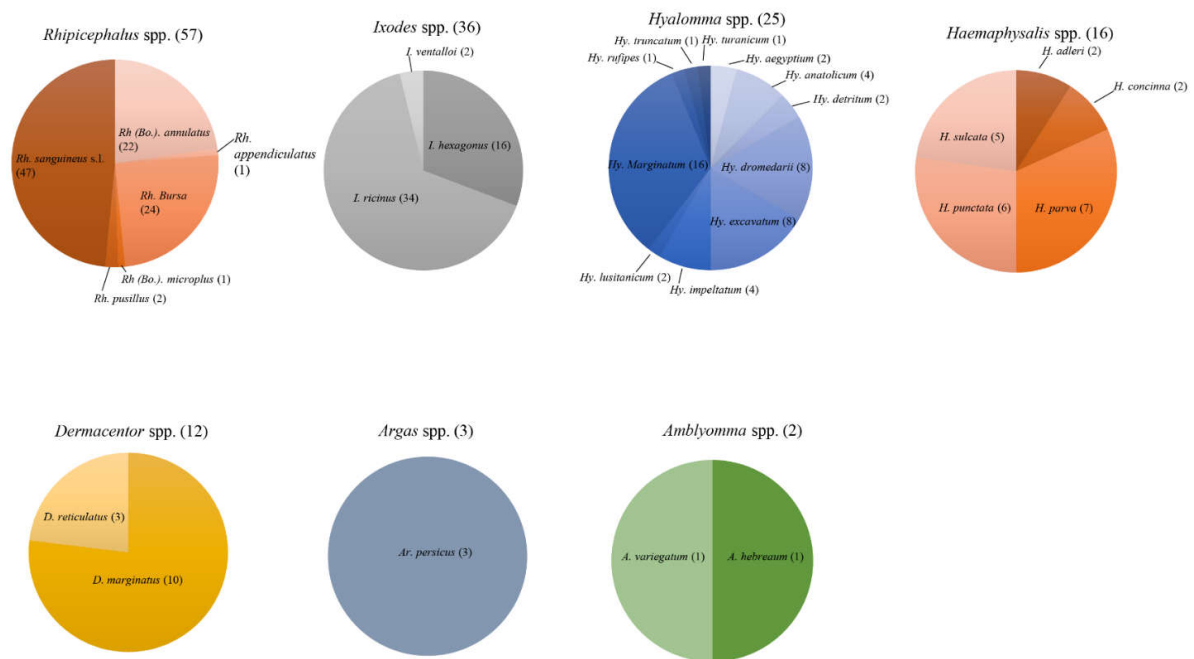 Rhipicephalus spp. (57)
Rh (Bo.). annulatus
(22)
Rh.
appendiculatus
(1)
Rh. sanguineus s.l.
(47)
Rh. Bursa
(24)
Rh (Bo.). microplus (1)
Rh. pusillus (2)
Ixodes spp. (36)
I. ventalloi (2)
I. hexagonus (16)
I. ricinus (34)
Hyalomma spp. (25)
Hy. truncatum (1)
Hy. turanicum (1)
Hy. rufipes (1)
Hy. aegyptium (2)
Hy. anatolicum (4)
Hy. detritum (2)
Hy. Marginatum (16)
Hy. dromedarii (8)
Hy. excavatum (8)
Hy. lusitanicum (2)
Hy. impeltatum (4)
Haemaphysalis spp. (16)
H. adleri (2)
H. concinna (2)
H. sulcata (5)
H. punctata (6)
H. parva (7)
Dermacentor spp. (12)
D. reticulatus (3)
D. marginatus (10)
Argas spp. (3)
Ar. persicus (3)
Amblyomma spp. (2)
A. variegatum (1)
A. hebreaum (1)